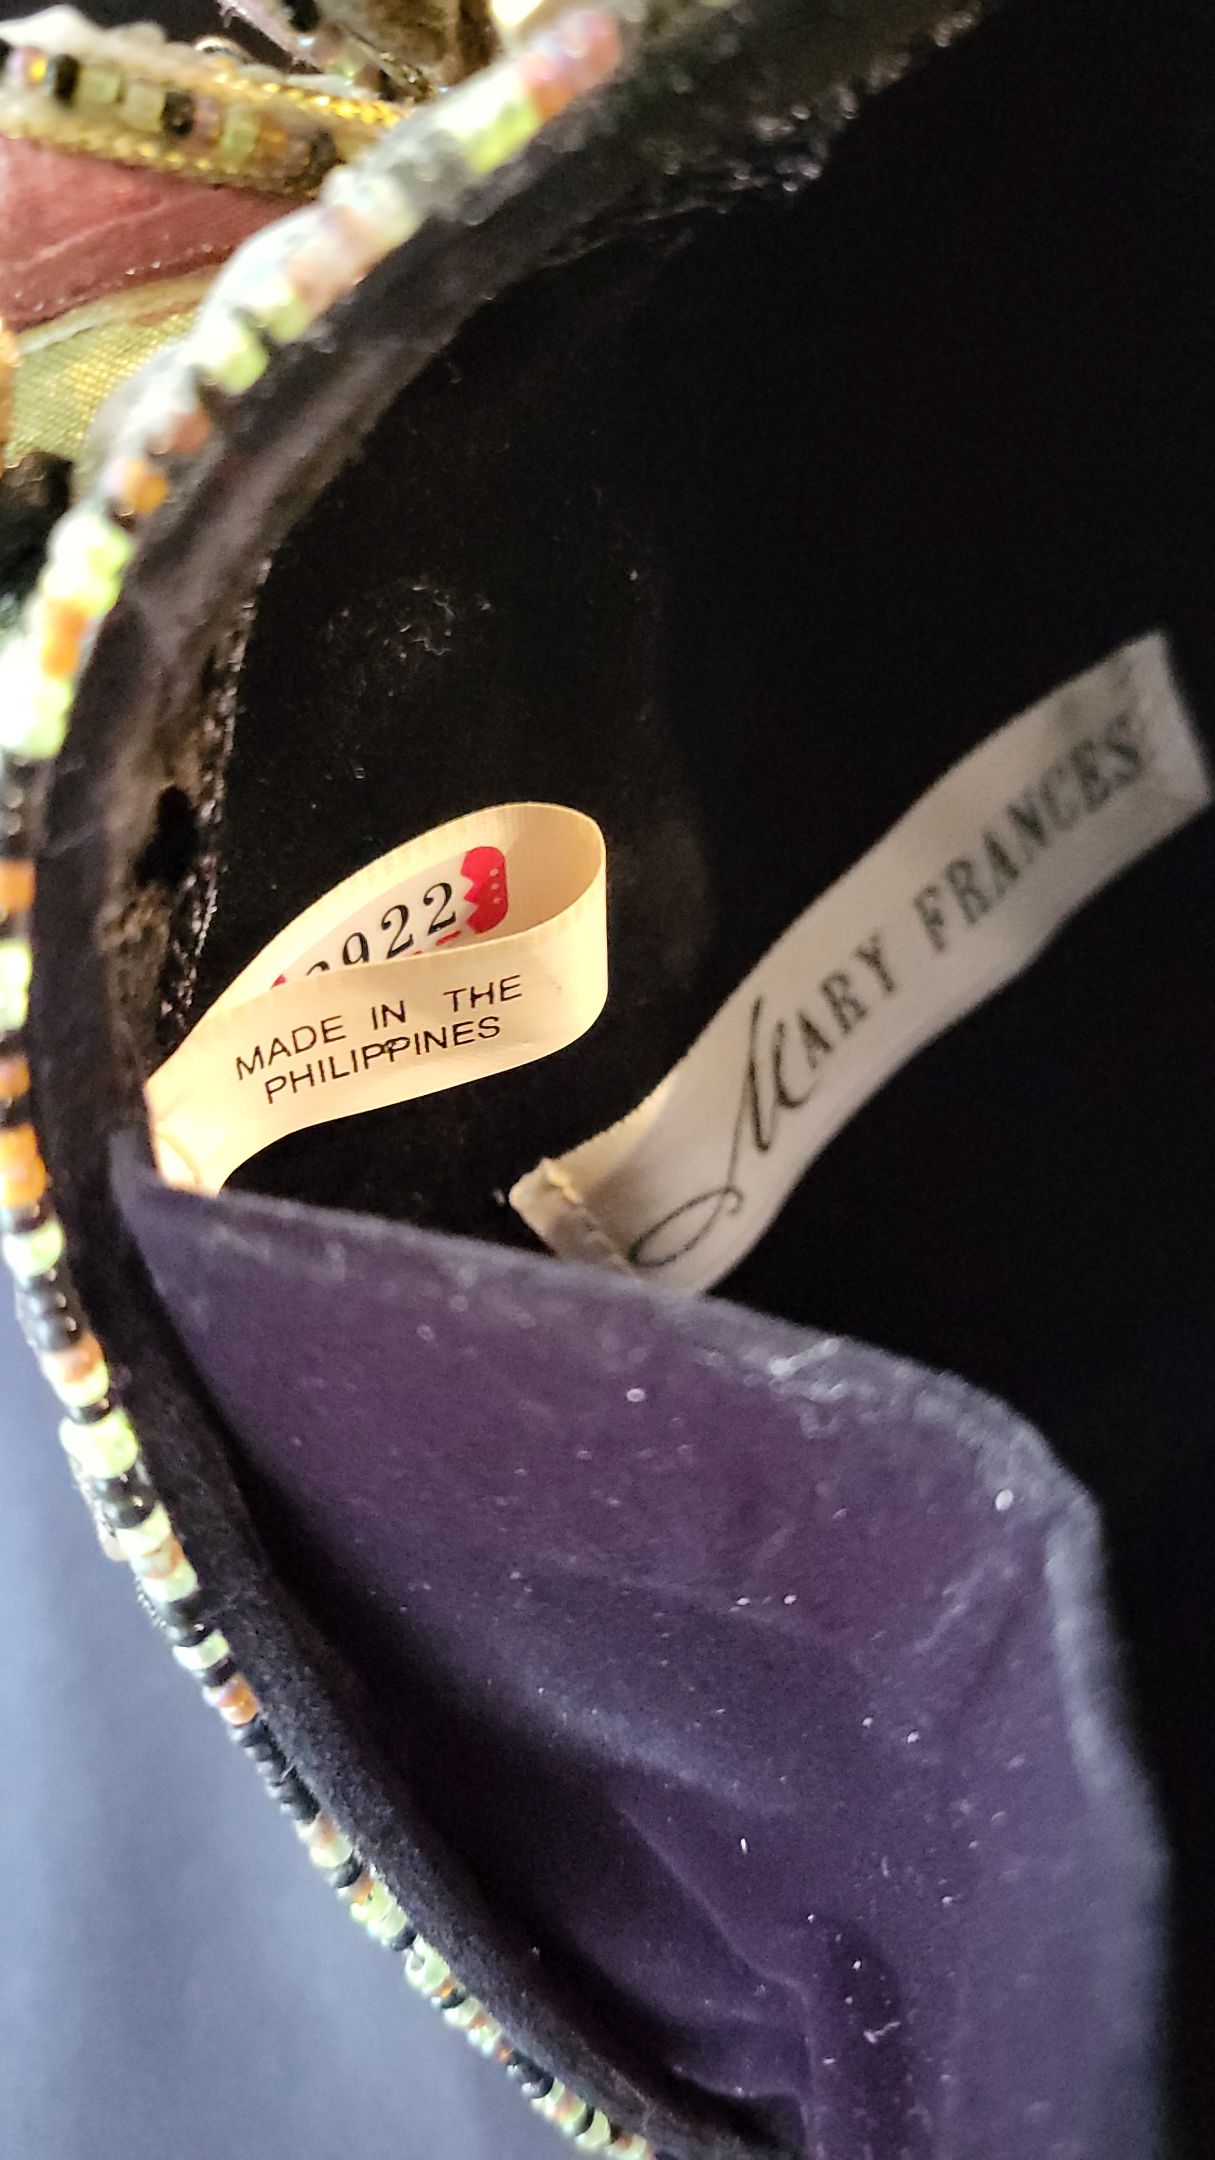 922
MADE IN THE
PHILIPPINES
MARY FRANCES